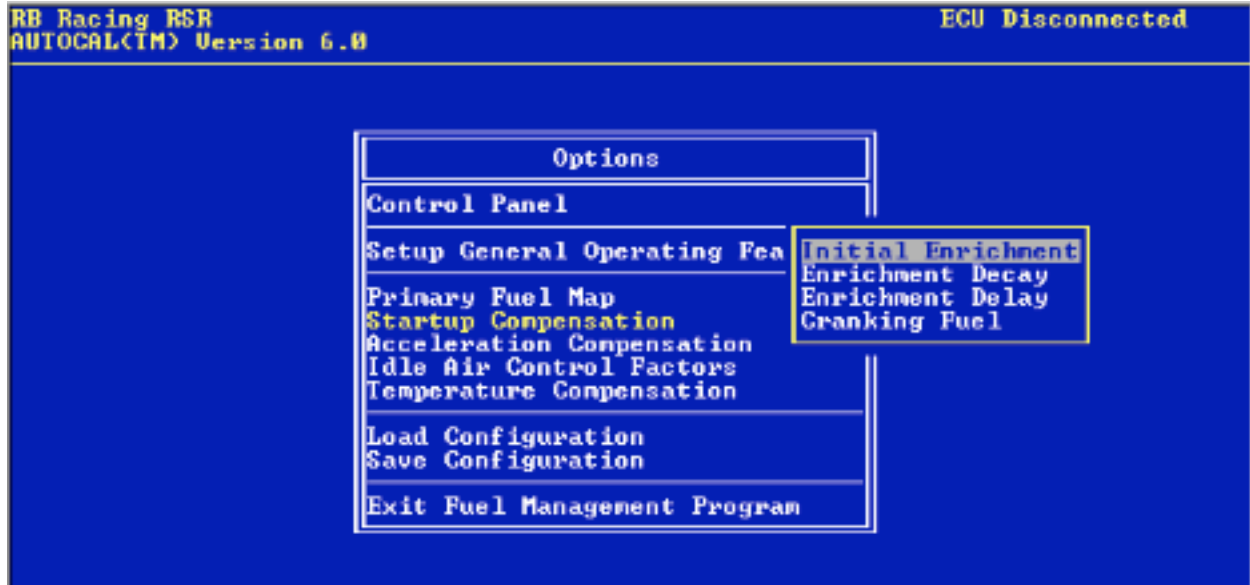 RB Racing RSR
ECU Disconnected
AUTOCAL(TM) Version 6.0
Options
Control Panel
Setup General Operating Fea
Initial Enrichment
Enrichment Decay
Enrichment Delay
Cranking Fuel
Primary Fuel Map
Startup Compensation
Acceleration Compensation
Idle Air Control Factors
Temperature Compensation
Load Configuration
Save Configuration
Exit Fuel Management Program